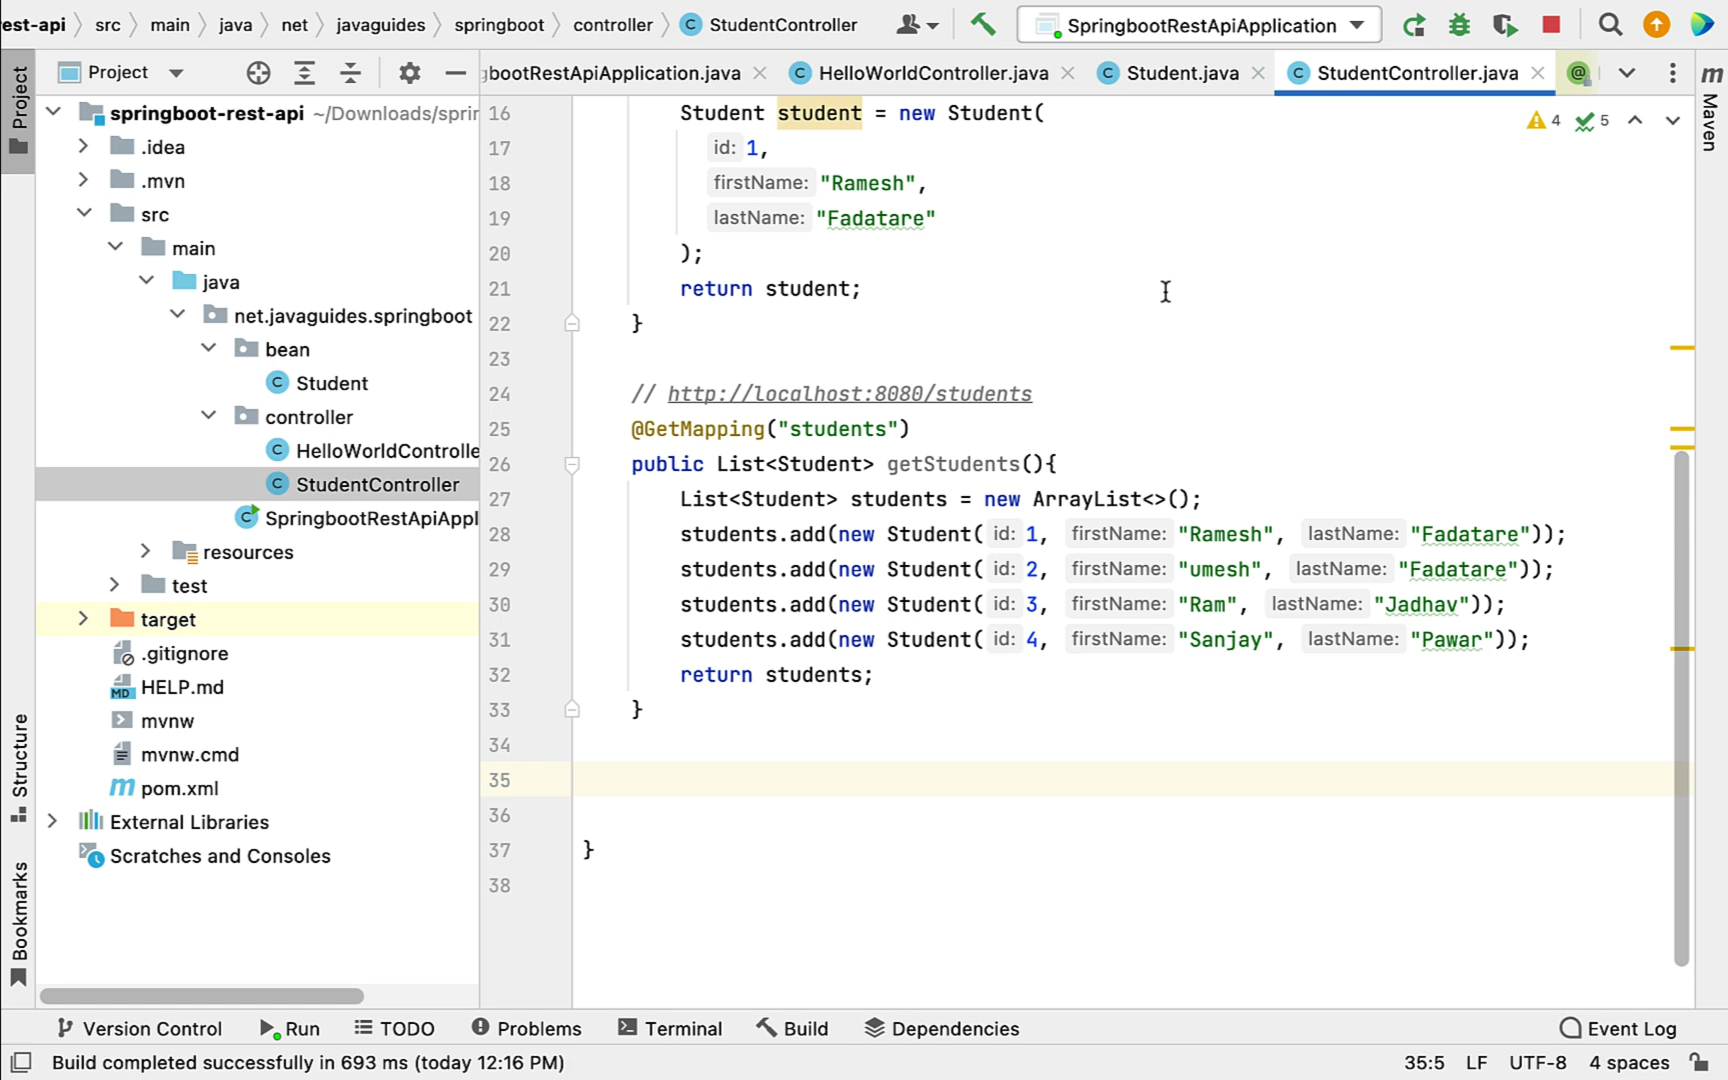 est-api src main java net javaguides springboot controller C StudentController SpringbootRestApiApplication
Project Project gbootRestApiApplication.java C HelloWorldController.java C Student.java C StudentController.java @ m Maven
springboot-rest-api ~/Downloads/sprin
.idea
.mvn
src
main
java
net.javaguides.springboot
bean
C Student
controller
C HelloWorldControlle
C StudentController
C SpringbootRestApiAppl
resources
test
target
.gitignore
MD HELP.md
mvnw
mvnw.cmd
m pom.xml
External Libraries
Scratches and Consoles
Structure
Bookmarks
4 5
16 Student student = new Student(
17 id: 1,
18 firstName: "Ramesh",
19 lastName: "Fadatare"
20 );
21 return student;
22 }
23
24 // http://localhost:8080/students
25 @GetMapping("students")
26 public List<Student> getStudents(){
27 List<Student> students = new ArrayList<>();
28 students.add(new Student( id: 1, firstName: "Ramesh", lastName: "Fadatare"));
29 students.add(new Student( id: 2, firstName: "umesh", lastName: "Fadatare"));
30 students.add(new Student( id: 3, firstName: "Ram", lastName: "Jadhav"));
31 students.add(new Student( id: 4, firstName: "Sanjay", lastName: "Pawar"));
32 return students;
33 }
34
35
36
37 }
38
Version Control Run TODO Problems Terminal Build Dependencies Event Log
Build completed successfully in 693 ms (today 12:16 PM) 35:5 LF UTF-8 4 spaces